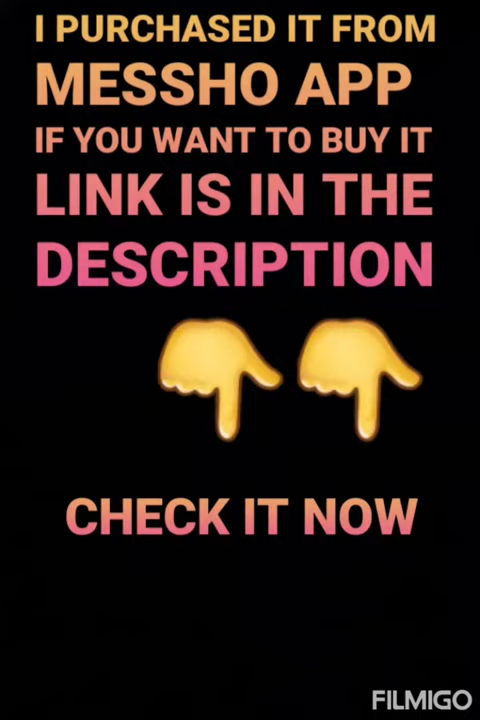 I PURCHASED IT FROM
MESSHO APP
IF YOU WANT TO BUY IT
LINK IS IN THE
DESCRIPTION
CHECK IT NOW
FILMIGO